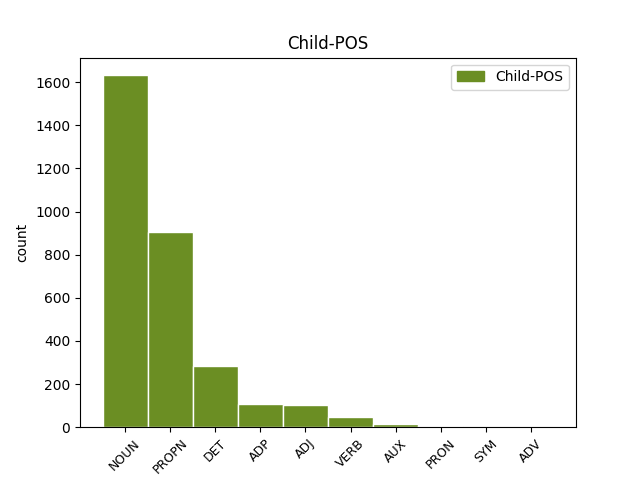 Child-POS
Child-POS
count
1600
1400
1200
1000
800
600
400
200
0
NOUN
PROPN
DET
ADP
ADJ
VERB
AUX
PRON
SYM
ADV